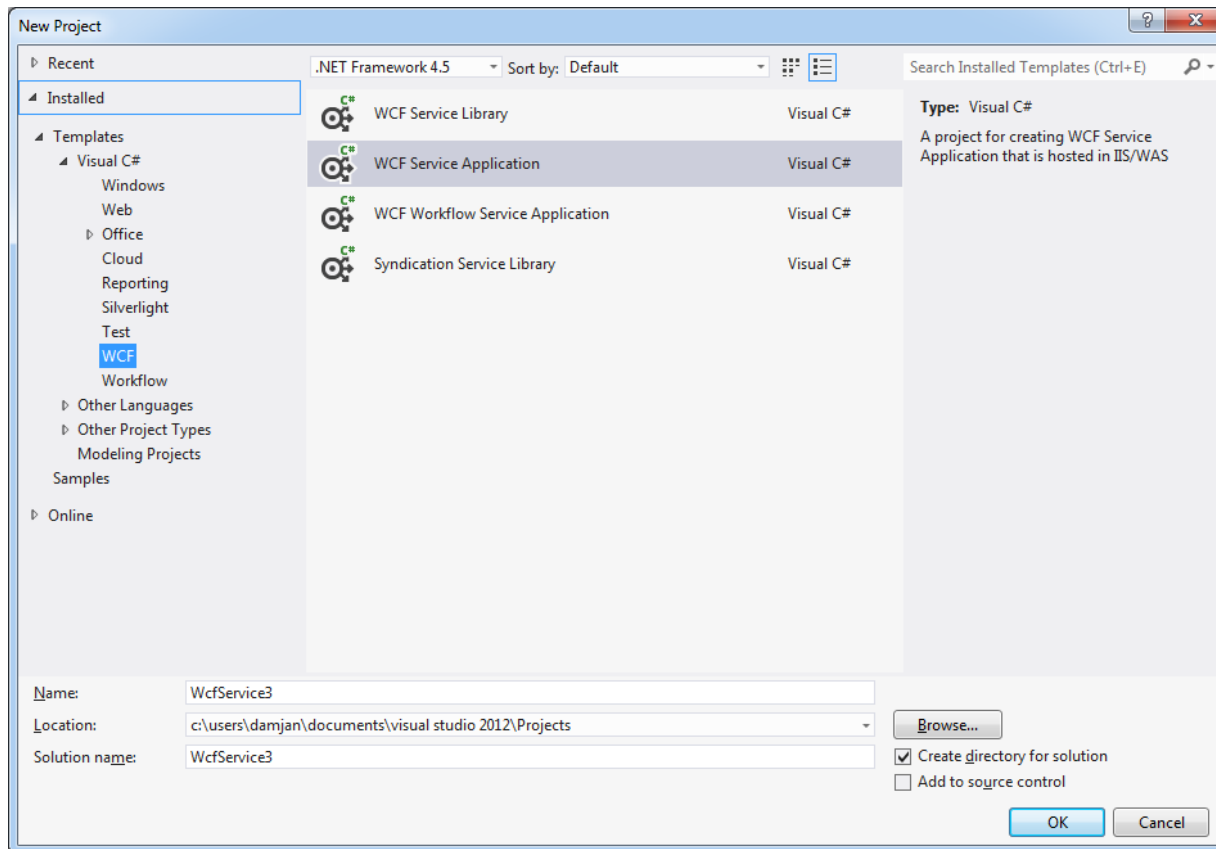 New Project
Recent
Installed
Templates
Visual C#
Windows
Web
Office
Cloud
Reporting
Silverlight
Test
WCF
Workflow
Other Languages
Other Project Types
Modeling Projects
Samples
Online
.NET Framework 4.5 Sort by: Default
C# WCF Service Library Visual C#
C# WCF Service Application Visual C#
C# WCF Workflow Service Application Visual C#
C# Syndication Service Library Visual C#
Search Installed Templates (Ctrl+E)
Type: Visual C#
A project for creating WCF Service
Application that is hosted in IIS/WAS
Name: WcfService3
Location: c:\users\damjan\documents\visual studio 2012\Projects Browse...
Solution name: WcfService3
Create directory for solution
Add to source control
OK Cancel